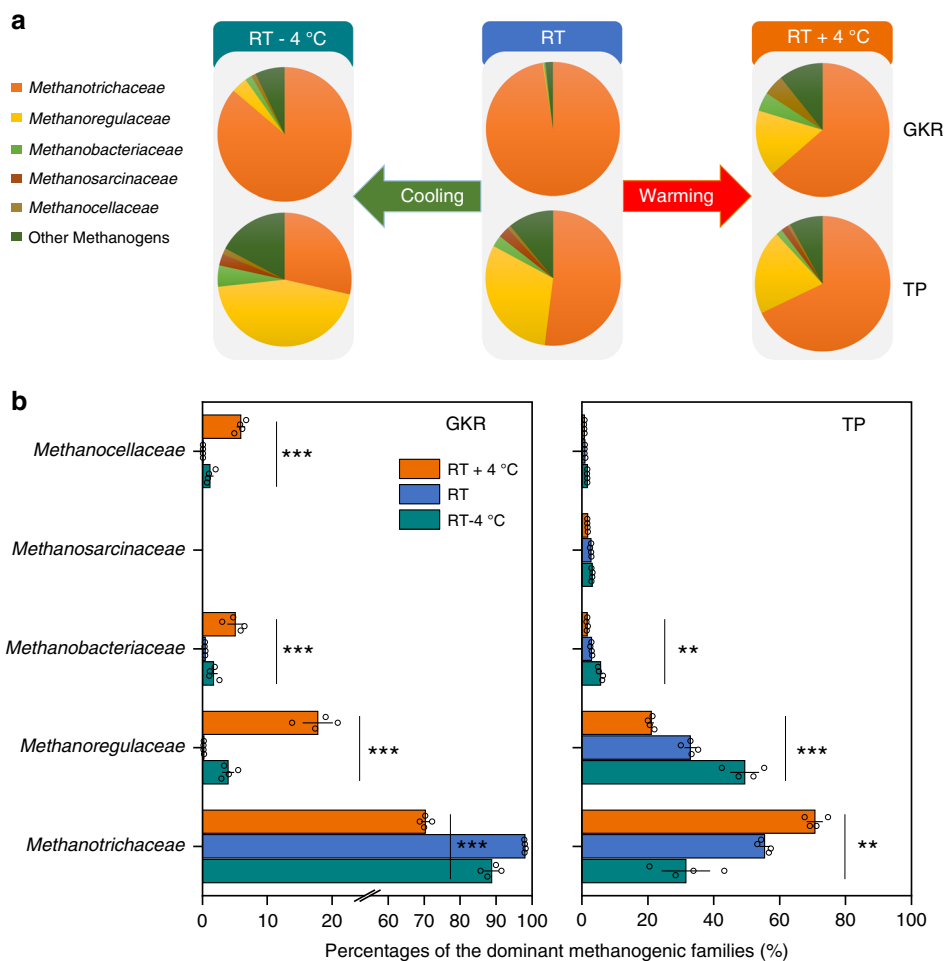 a
RT - 4 °C
RT
RT + 4 °C
Methanotrichaceae
Methanoregulaceae
Methanobacteriaceae
Methanosarcinaceae
Methanocellaceae
Other Methanogens
GKR
Cooling
Warming
TP
b
GKR
TP
Methanocellaceae
***
RT + 4 °C
RT
RT-4 °C
Methanosarcinaceae
Methanobacteriaceae
***
**
Methanoregulaceae
***
***
Methanotrichaceae
***
**
0 10 20 60 70 80 90 100
0 20 40 60 80 100
Percentages of the dominant methanogenic families (%)